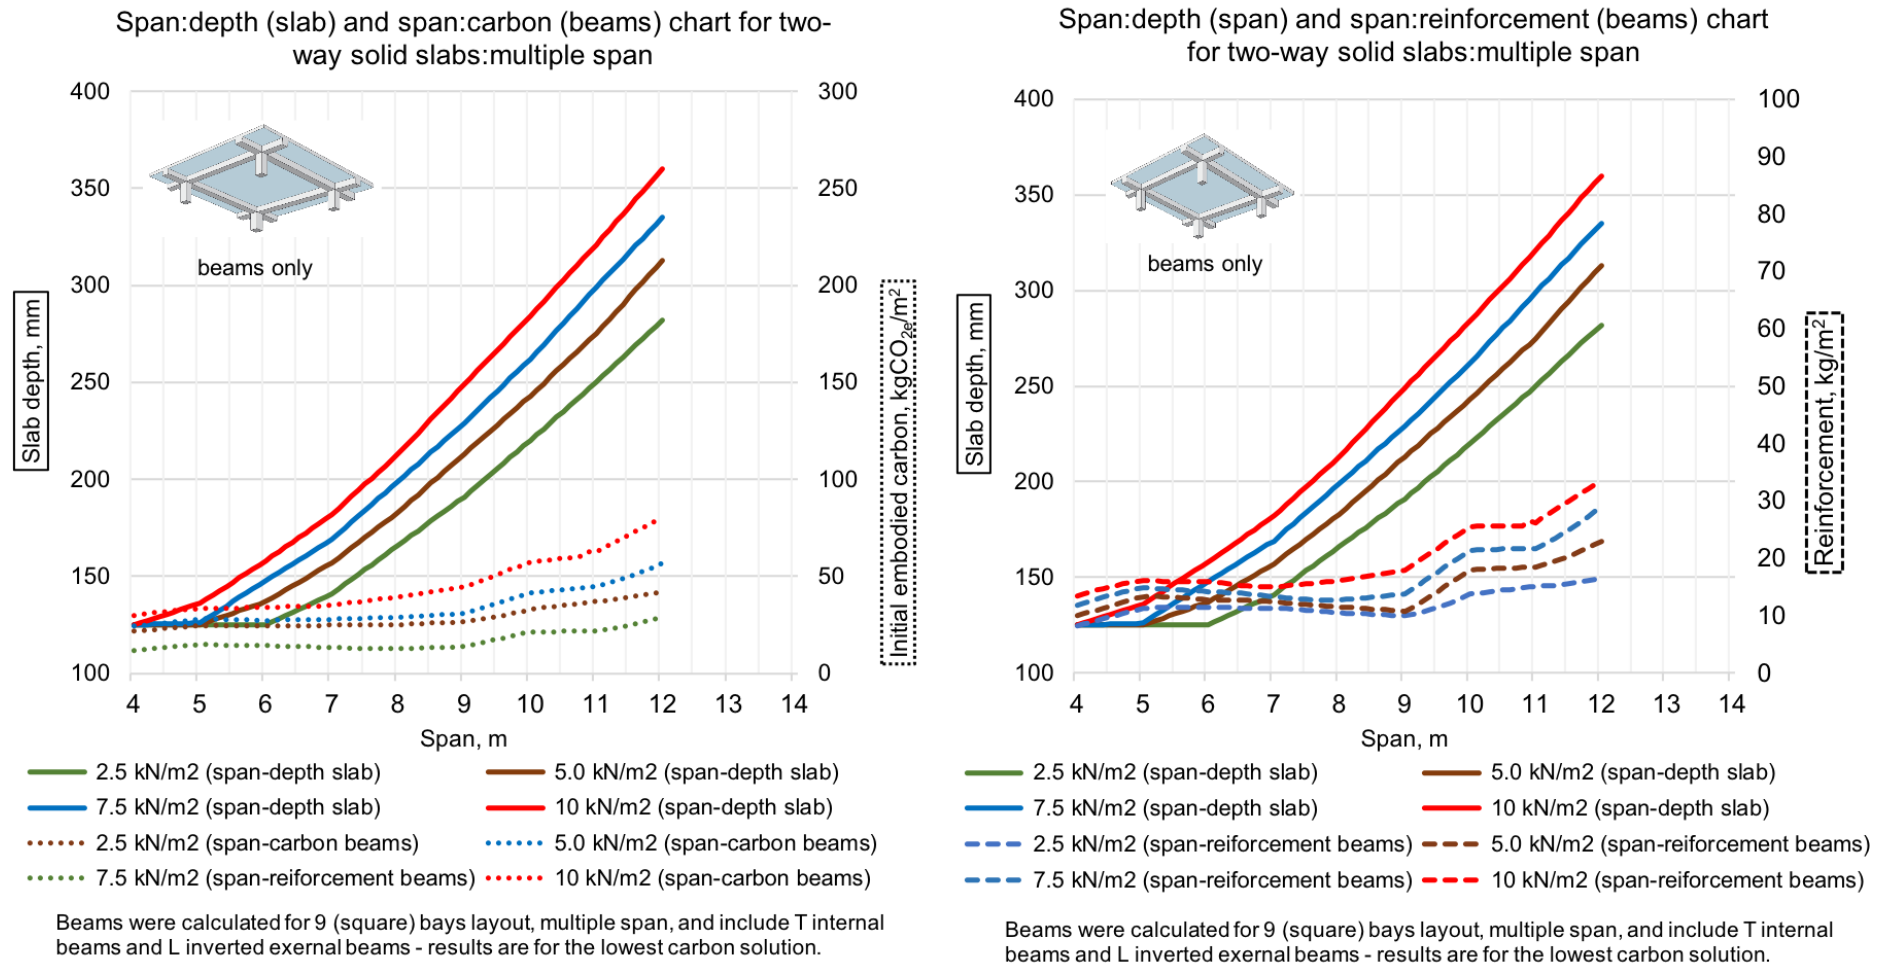 Span:depth (slab) and span:carbon (beams) chart for two-
way solid slabs:multiple span
400
350
300
250
200
150
100
300
250
200
150
100
50
0
beams only
Slab depth, mm
Initial embodied carbon, kgCO2e/m²
4 5 6 7 8 9 10 11 12 13 14
Span, m
2.5 kN/m2 (span-depth slab)
5.0 kN/m2 (span-depth slab)
7.5 kN/m2 (span-depth slab)
10 kN/m2 (span-depth slab)
2.5 kN/m2 (span-carbon beams)
5.0 kN/m2 (span-carbon beams)
7.5 kN/m2 (span-reiforcement beams)
10 kN/m2 (span-carbon beams)
Beams were calculated for 9 (square) bays layout, multiple span, and include T internal
beams and L inverted exernal beams - results are for the lowest carbon solution.
Span:depth (span) and span:reinforcement (beams) chart
for two-way solid slabs:multiple span
400
350
300
250
200
150
100
100
90
80
70
60
50
40
30
20
10
0
beams only
Slab depth, mm
Reinforcement, kg/m²
4 5 6 7 8 9 10 11 12 13 14
Span, m
2.5 kN/m2 (span-depth slab)
5.0 kN/m2 (span-depth slab)
7.5 kN/m2 (span-depth slab)
10 kN/m2 (span-depth slab)
2.5 kN/m2 (span-reiforcement beams)
5.0 kN/m2 (span-reiforcement beams)
7.5 kN/m2 (span-reiforcement beams)
10 kN/m2 (span-reiforcement beams)
Beams were calculated for 9 (square) bays layout, multiple span, and include T internal
beams and L inverted exernal beams - results are for the lowest carbon solution.